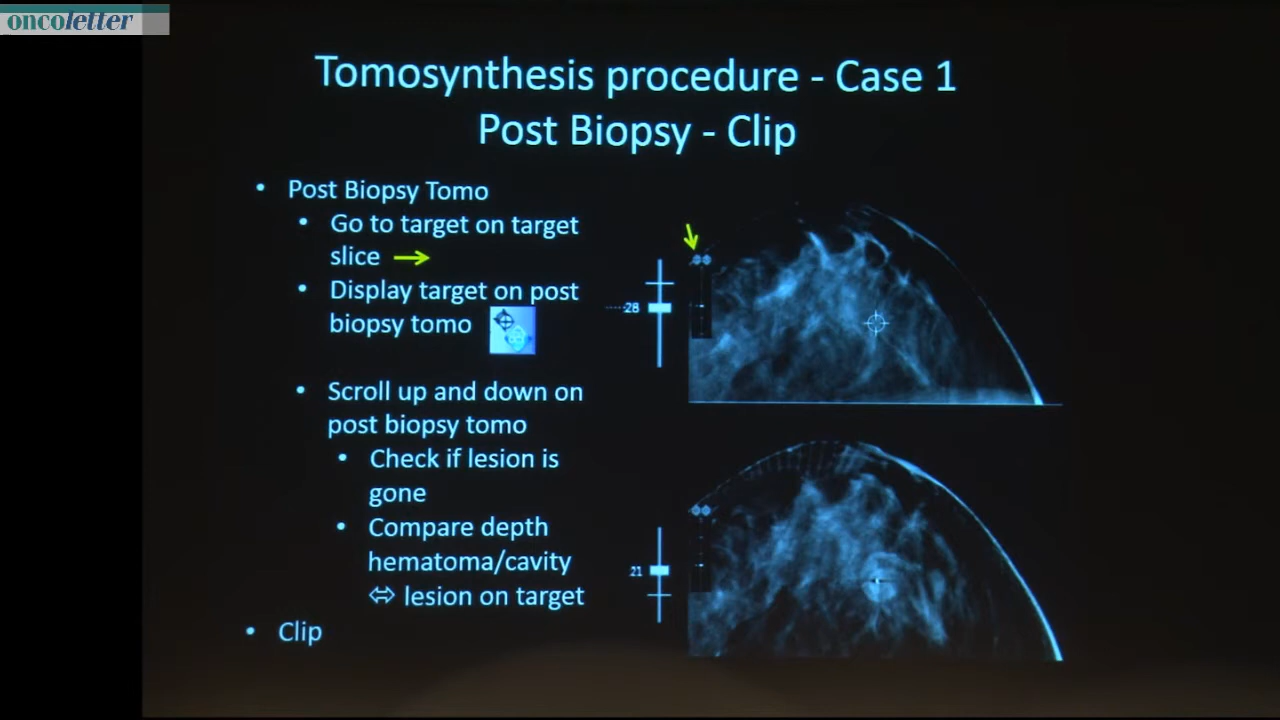 oncoletter
Tomosynthesis procedure - Case 1
Post Biopsy - Clip
• Post Biopsy Tomo
• Go to target on target
slice
• Display target on post
biopsy tomo
28
• Scroll up and down on
post biopsy tomo
• Check if lesion is
gone
• Compare depth
hematoma/cavity
⇔ lesion on target
21
• Clip